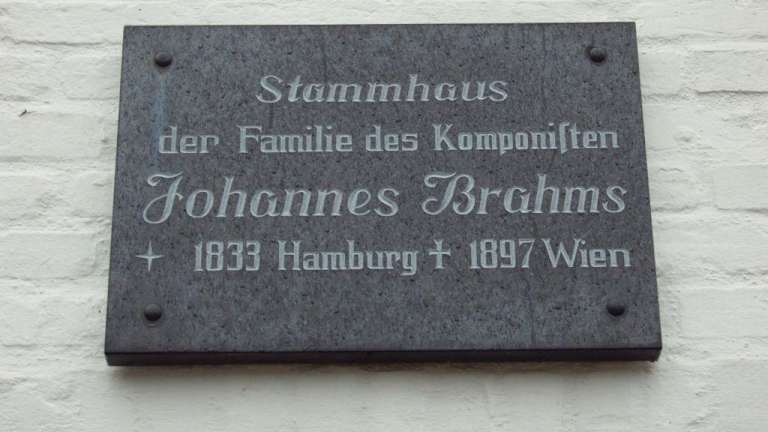 Stammhaus
der Familie des Komponiſten
Johannes Brahms
✦ 1833 Hamburg ✝ 1897 Wien